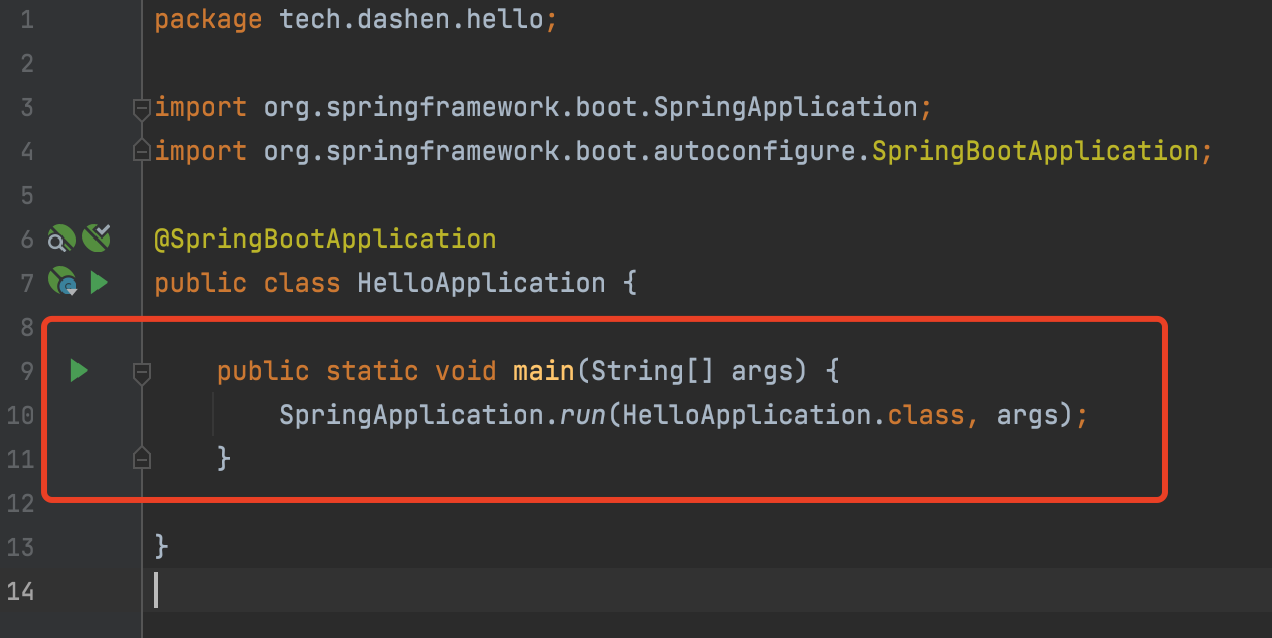 1 package tech.dashen.hello;
2
3 import org.springframework.boot.SpringApplication;
4 import org.springframework.boot.autoconfigure.SpringBootApplication;
5
6 @SpringBootApplication
7 public class HelloApplication {
8
9 public static void main(String[] args) {
10 SpringApplication.run(HelloApplication.class, args);
11 }
12
13 }
14